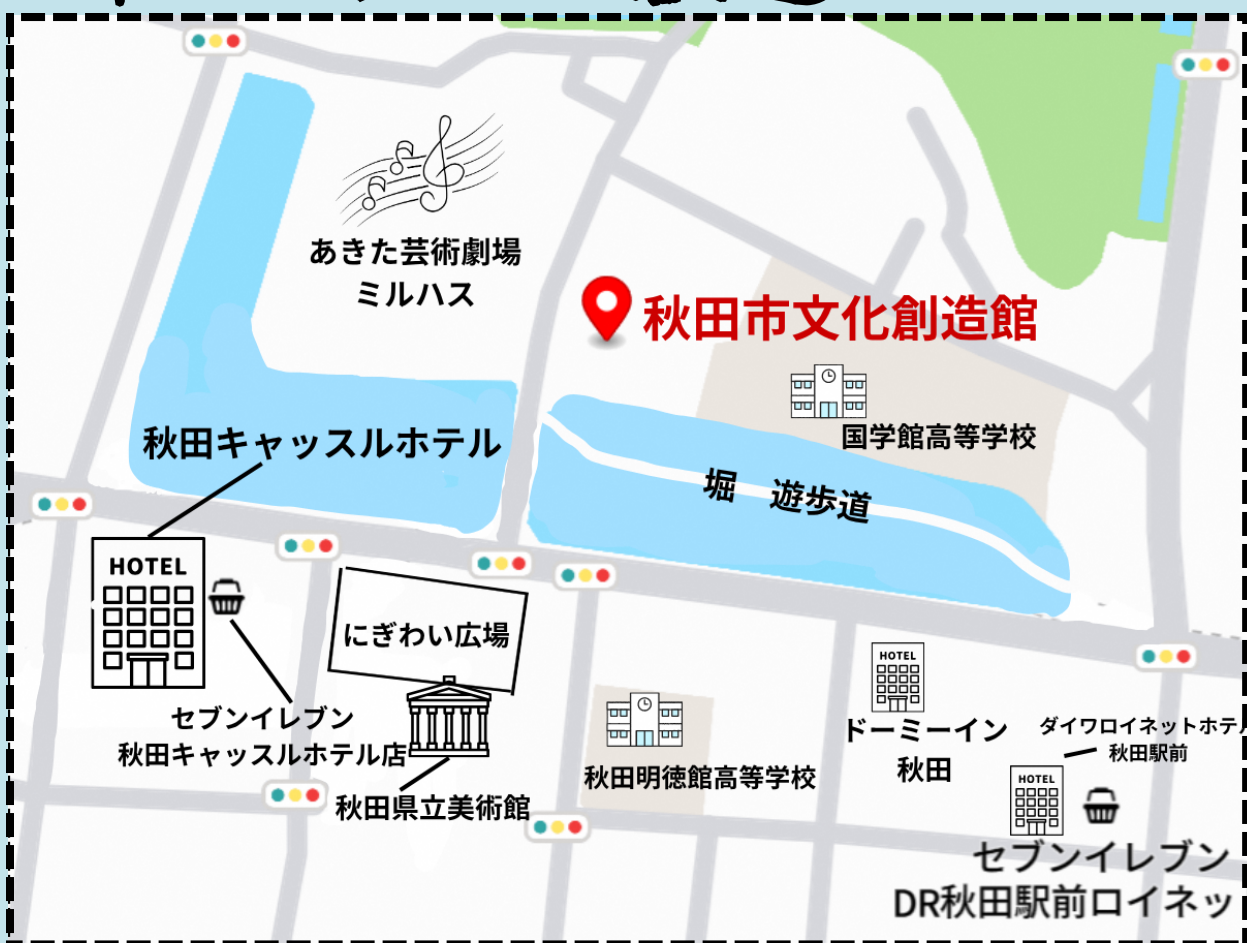 あきた芸術劇場
ミルハス
秋田市文化創造館
国学館高等学校
秋田キャッスルホテル
堀 遊歩道
HOTEL
にぎわい広場
セブンイレブン
秋田キャッスルホテル店
秋田県立美術館
秋田明徳館高等学校
HOTEL
ドーミーイン
秋田
ダイワロイネットホテル
秋田駅前
HOTEL
セブンイレブン
DR秋田駅前ロイネッ